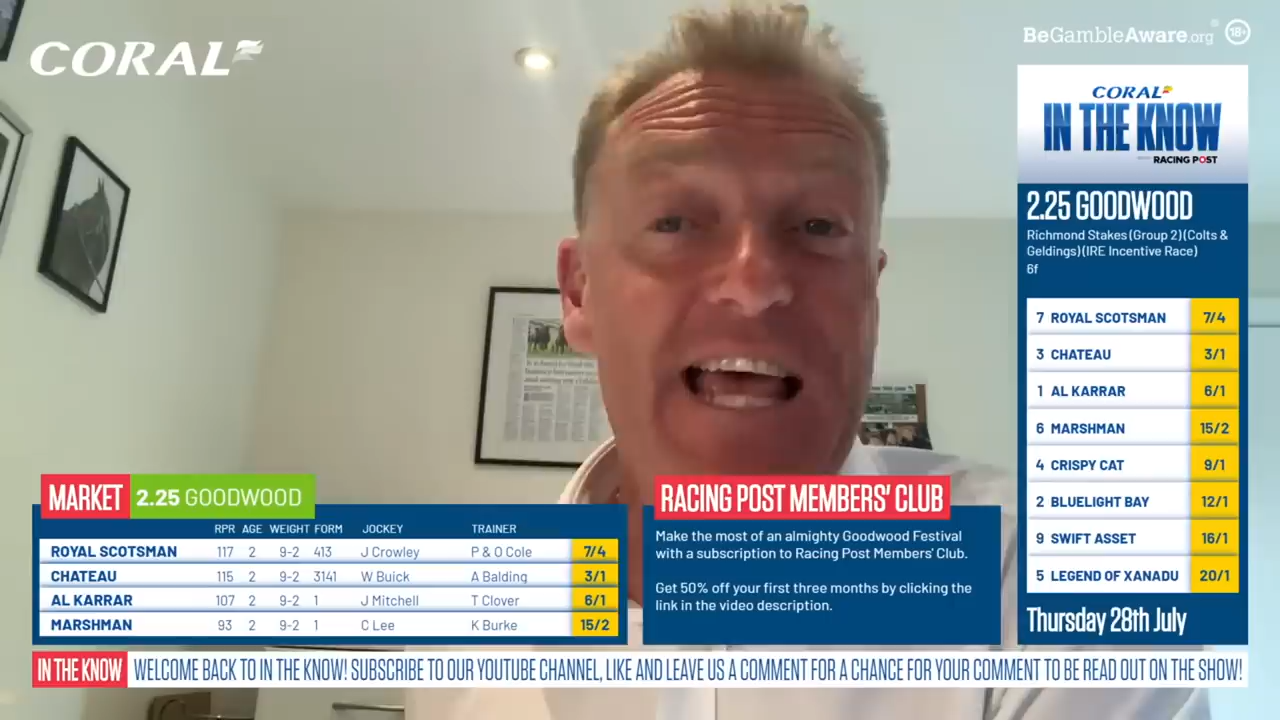 CORAL
BeGambleAware.org® 18+
CORAL
IN THE KNOW
RACING POST
2.25 GOODWOOD
Richmond Stakes (Group 2) (Colts &
Geldings) (IRE Incentive Race)
6f
7 ROYAL SCOTSMAN 7/4
3 CHATEAU 3/1
1 AL KARRAR 6/1
6 MARSHMAN 15/2
4 CRISPY CAT 9/1
2 BLUELIGHT BAY 12/1
9 SWIFT ASSET 16/1
5 LEGEND OF XANADU 20/1
Thursday 28th July
MARKET 2.25 GOODWOOD
RPR AGE WEIGHT FORM JOCKEY TRAINER
ROYAL SCOTSMAN 117 2 9-2 413 J Crowley P & O Cole 7/4
CHATEAU 115 2 9-2 3141 W Buick A Balding 3/1
AL KARRAR 107 2 9-2 1 J Mitchell T Clover 6/1
MARSHMAN 93 2 9-2 1 C Lee K Burke 15/2
RACING POST MEMBERS' CLUB
Make the most of an almighty Goodwood Festival
with a subscription to Racing Post Members' Club.
Get 50% off your first three months by clicking the
link in the video description.
IN THE KNOW WELCOME BACK TO IN THE KNOW! SUBSCRIBE TO OUR YOUTUBE CHANNEL, LIKE AND LEAVE US A COMMENT FOR A CHANCE FOR YOUR COMMENT TO BE READ OUT ON THE SHOW!